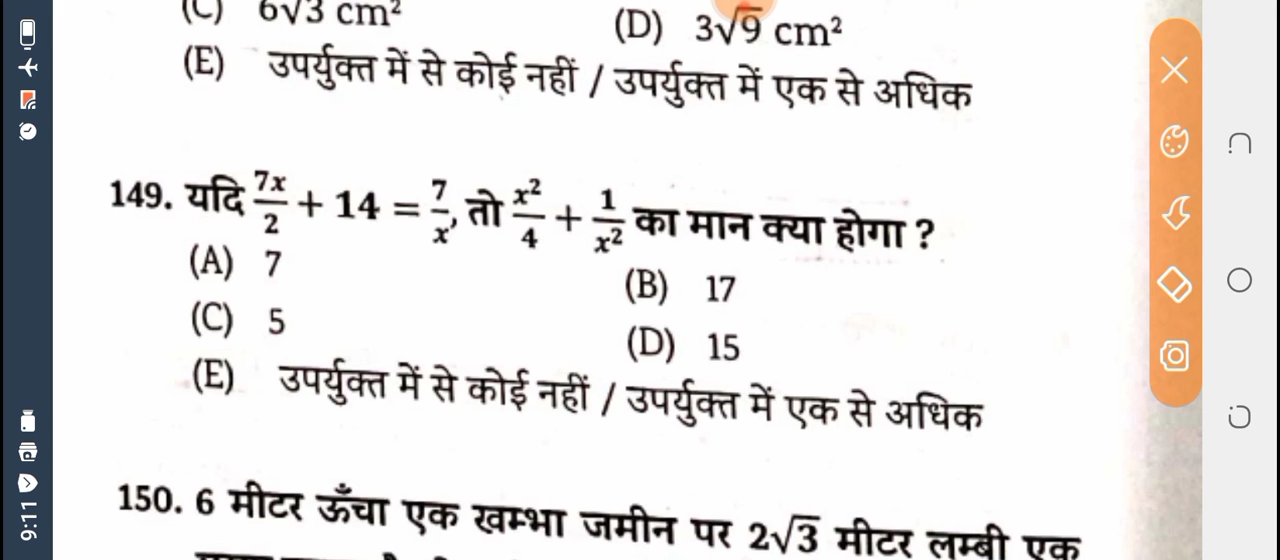 (C) 6√3 cm²
(D) 3√9 cm²
(E) उपर्युक्त में से कोई नहीं / उपर्युक्त में एक से अधिक
149. यदि 7x/2 + 14 = 7/x, तो x²/4 + 1/x² का मान क्या होगा ?
(A) 7
(B) 17
(C) 5
(D) 15
(E) उपर्युक्त में से कोई नहीं / उपर्युक्त में एक से अधिक
150. 6 मीटर ऊँचा एक खम्भा जमीन पर 2√3 मीटर लम्बी एक
9:11